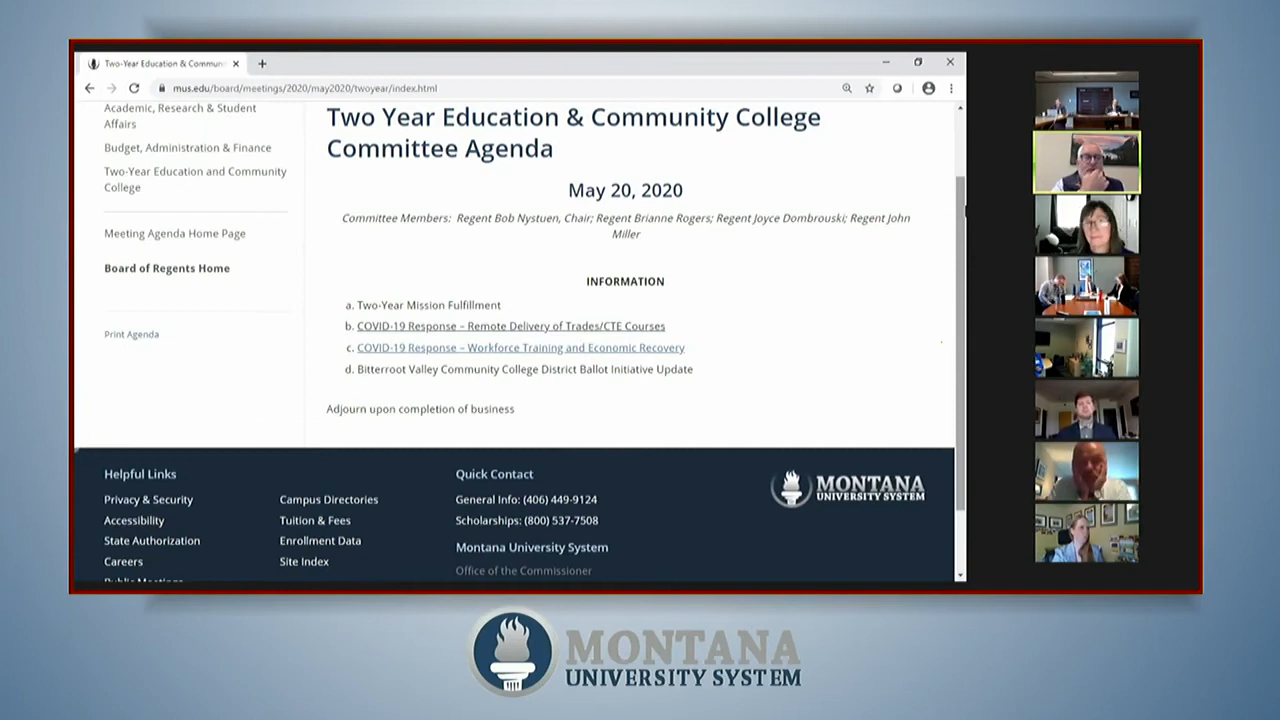 Two-Year Education & Commun
mus.edu/board/meetings/2020/may2020/twoyear/index.html
Academic, Research & Student
Affairs
Budget, Administration & Finance
Two-Year Education and Community
College
Meeting Agenda Home Page
Board of Regents Home
Print Agenda
Two Year Education & Community College
Committee Agenda
May 20, 2020
Committee Members: Regent Bob Nystuen, Chair; Regent Brianne Rogers; Regent Joyce Dombrouski; Regent John
Miller
INFORMATION
a. Two-Year Mission Fulfillment
b. COVID-19 Response – Remote Delivery of Trades/CTE Courses
c. COVID-19 Response – Workforce Training and Economic Recovery
d. Bitterroot Valley Community College District Ballot Initiative Update
Adjourn upon completion of business
Helpful Links
Privacy & Security
Accessibility
State Authorization
Careers
Public Meetings
Campus Directories
Tuition & Fees
Enrollment Data
Site Index
Quick Contact
General Info: (406) 449-9124
Scholarships: (800) 537-7508
Montana University System
Office of the Commissioner
MONTANA
UNIVERSITY SYSTEM
MONTANA
UNIVERSITY SYSTEM